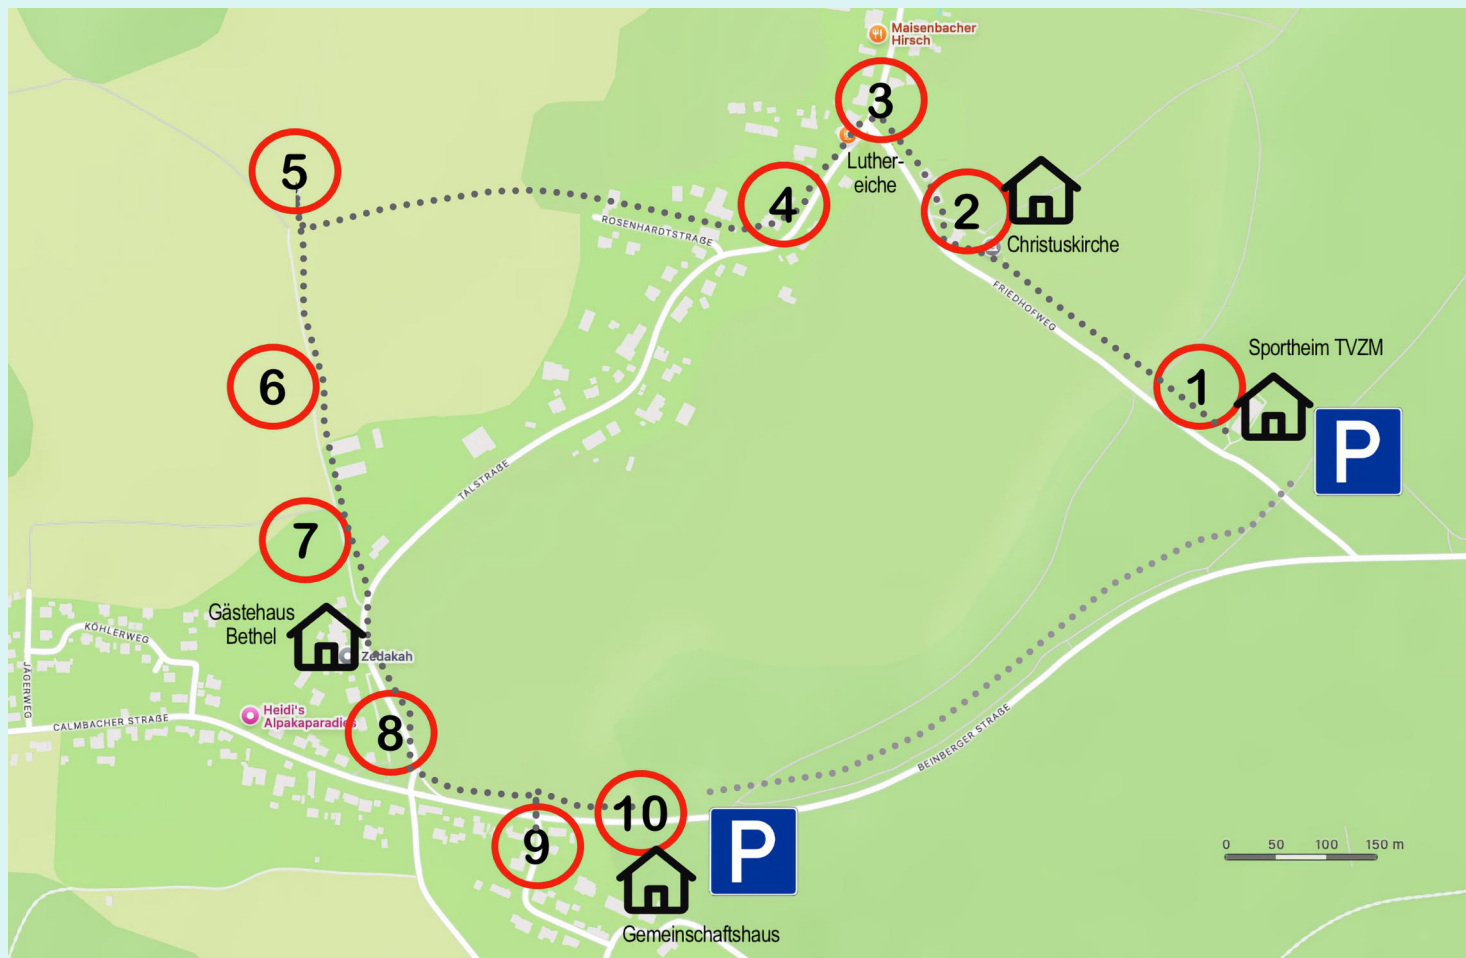 Maisenbacher
Hirsch
3
Luther-
eiche
5
4
2
ROSENHARDTSTRAẞE
Christuskirche
FRIEDHOFWEG
Sportheim TVZM
6
1
P
TALSTRAẞE
7
Gästehaus
Bethel
KÖHLERWEG
Zedakah
JÄGERWEG
Heidi's
Alpakaparadies
CALMBACHER STRAẞE
8
BEINBERGER STRAẞE
10
9
P
0 50 100 150 m
Gemeinschaftshaus